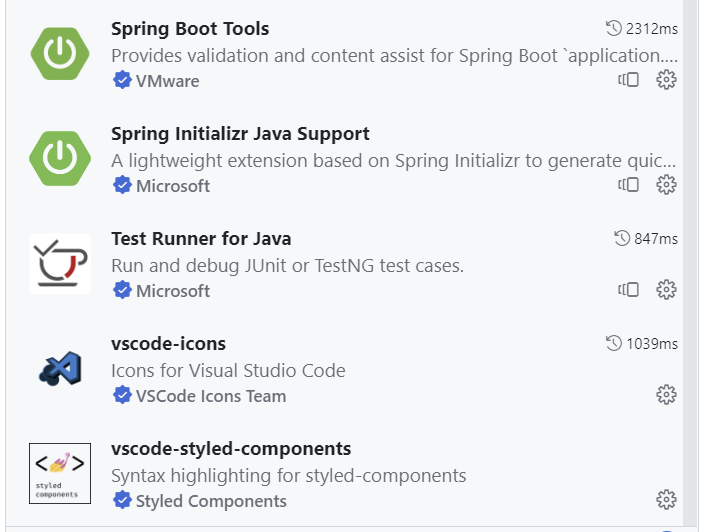 Spring Boot Tools
2312ms
Provides validation and content assist for Spring Boot `application....
VMware
Spring Initializr Java Support
A lightweight extension based on Spring Initializr to generate quic...
Microsoft
Test Runner for Java
847ms
Run and debug JUnit or TestNG test cases.
Microsoft
vscode-icons
1039ms
Icons for Visual Studio Code
VSCode Icons Team
vscode-styled-components
< >
styled
components
Syntax highlighting for styled-components
Styled Components